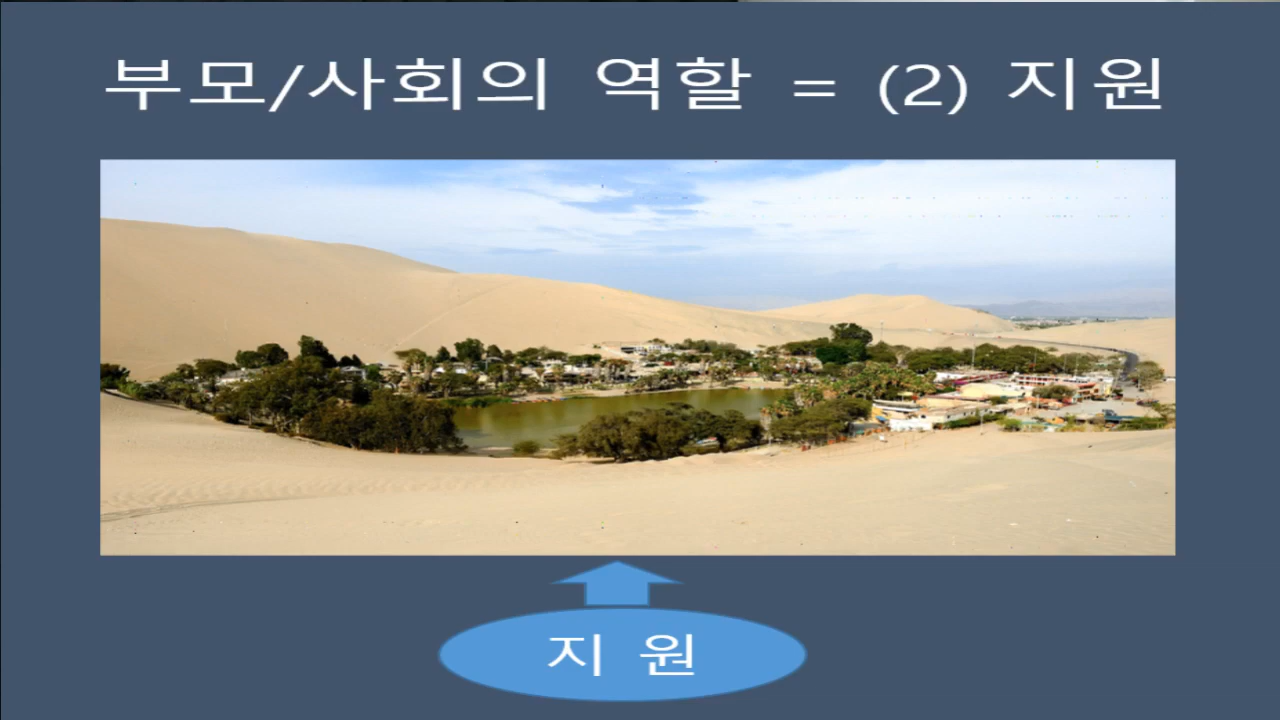 부모/사회의 역할 = (2) 지원
지 원